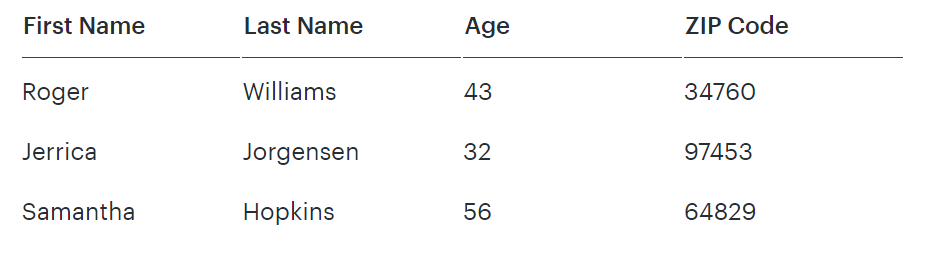 First Name Last Name Age ZIP Code
Roger Williams 43 34760
Jerrica Jorgensen 32 97453
Samantha Hopkins 56 64829